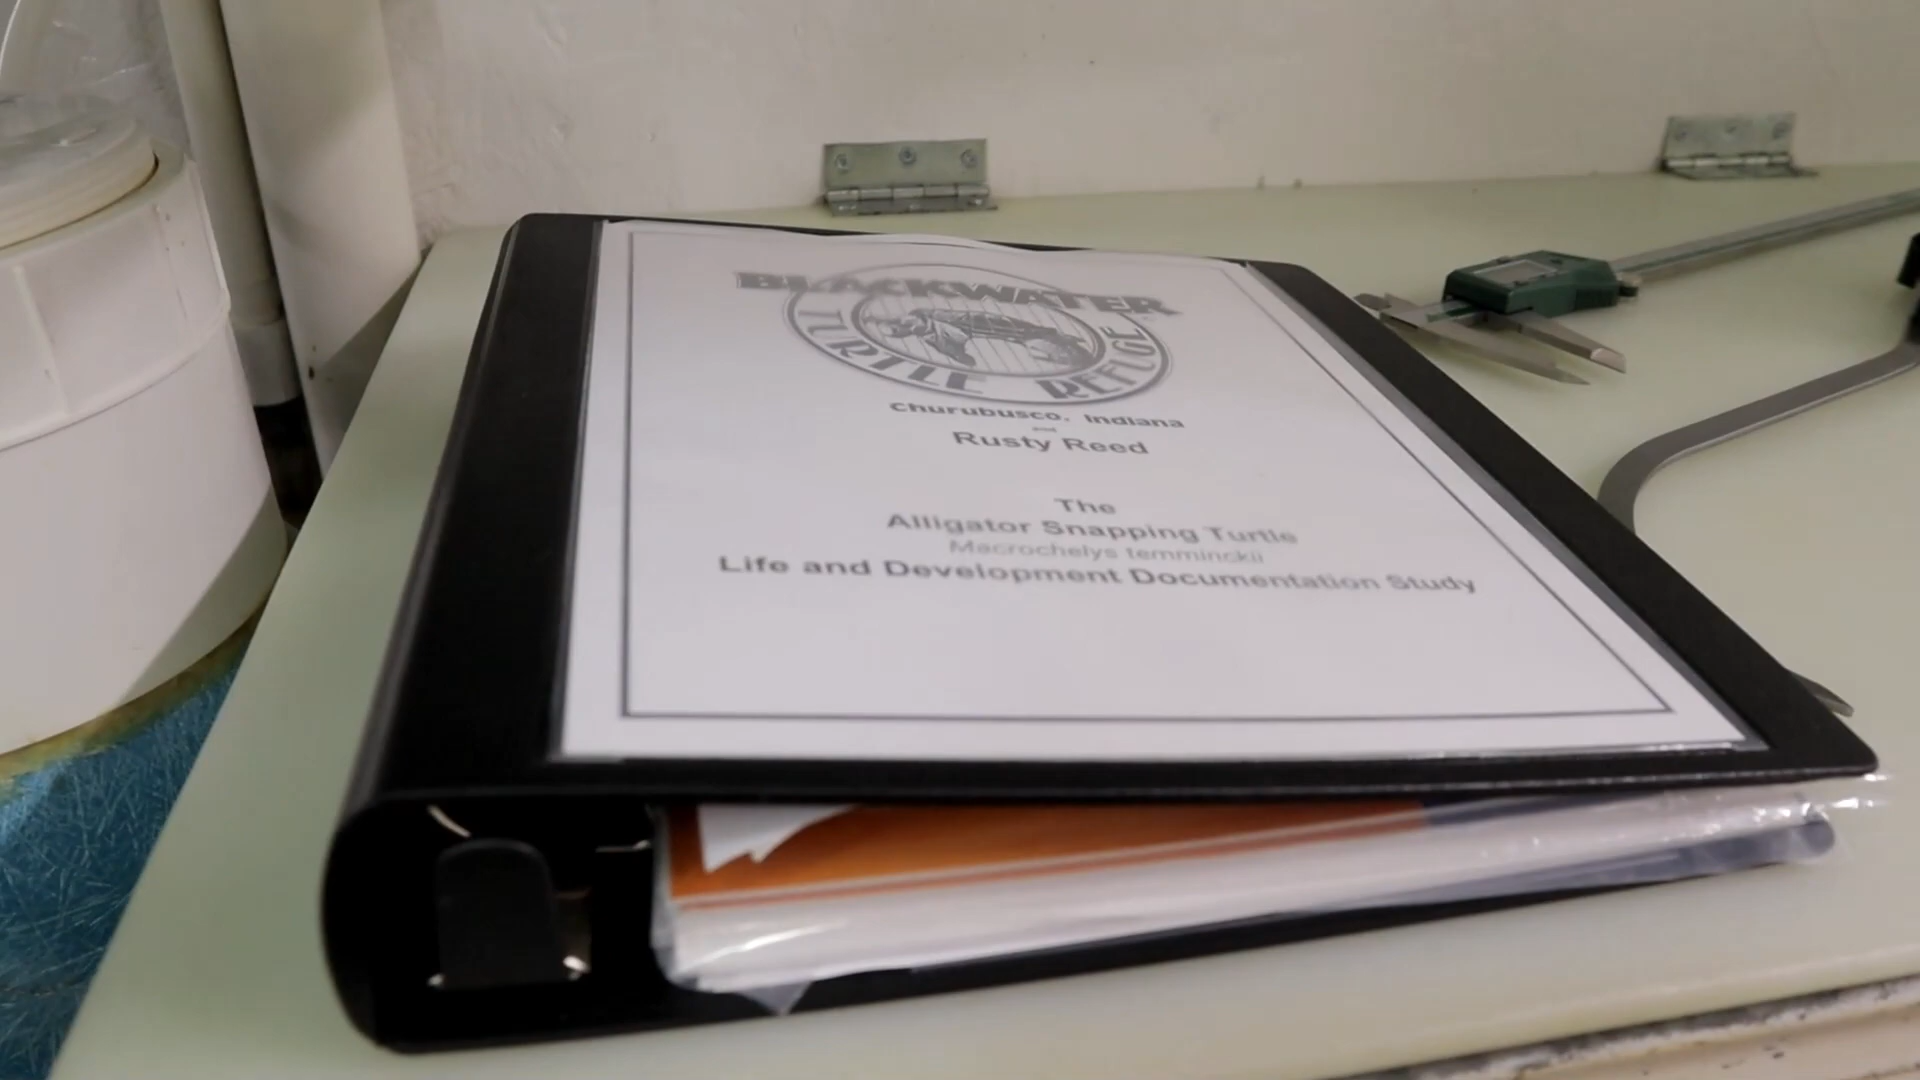 BLACKWATER
TURTLE REFUGE
Churubusco, Indiana
and
Rusty Reed
The
Alligator Snapping Turtle
Macrochelys temminckii
Life and Development Documentation Study